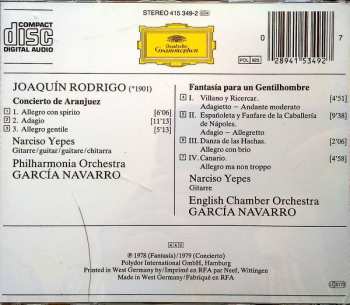 COMPACT
disc
DIGITAL AUDIO
STEREO 415 349-2
Deutsche
Grammophon
0
7
28941 53492
JOAQUÍN RODRIGO (*1901)
Concierto de Aranjuez
1. Allegro con spirito [6'06]
2. Adagio [11'13]
3. Allegro gentile [5'13]
Narciso Yepes
Gitarre/guitar/guitare/chitarra
Philharmonia Orchestra
GARCÍA NAVARRO
Fantasía para un Gentilhombre
4 I. Villano y Ricercar. [4'51]
Adagietto – Andante moderato
5 II. Españoleta y Fanfare de la Caballería [9'38]
de Nápoles.
Adagio – Allegretto
6 III. Danza de las Hachas. [2'06]
Allegro con brio
7 IV. Canario. [4'58]
Allegro ma non troppo
Narciso Yepes
Gitarre
English Chamber Orchestra
GARCÍA NAVARRO
AAD
℗ 1978 (Fantasía) / 1979 (Concierto)
Polydor International GmbH, Hamburg
Printed in West Germany by/Imprimé en RFA par Neef, Wittingen
Made in West Germany/Fabriqué en RFA